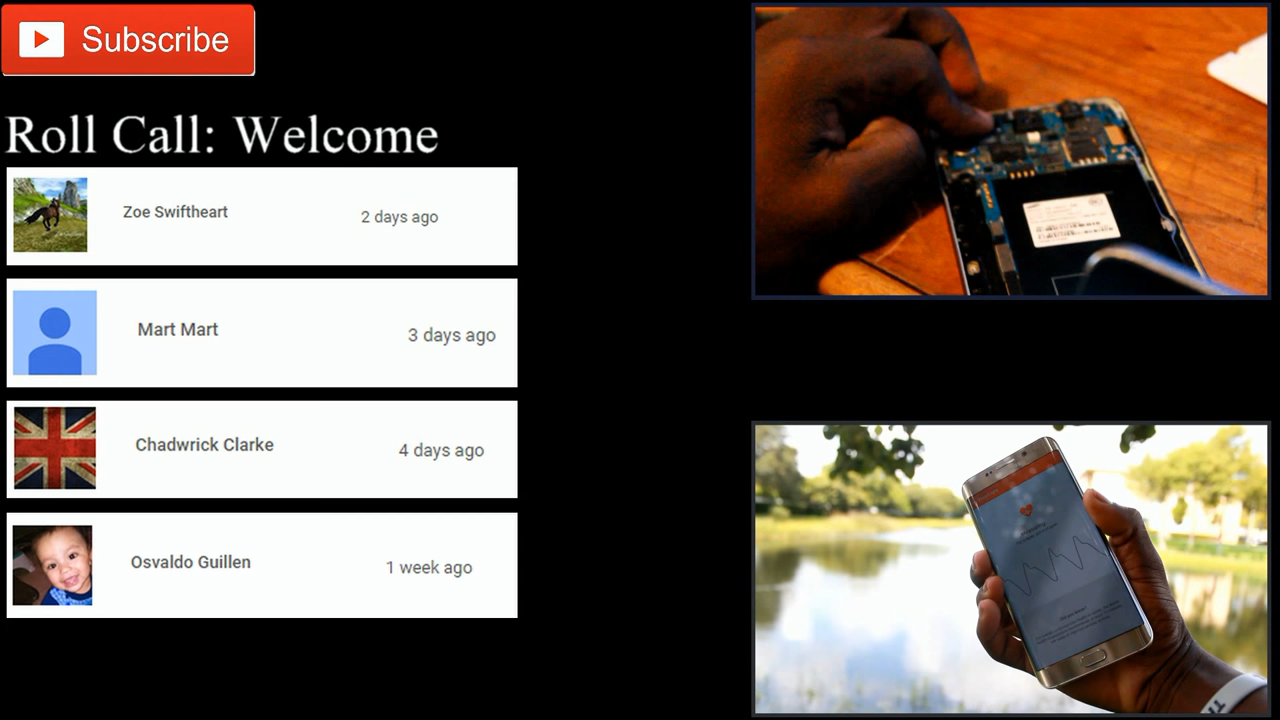 Subscribe
Roll Call: Welcome
Zoe Swiftheart
2 days ago
Mart Mart
3 days ago
Chadwrick Clarke
4 days ago
Osvaldo Guillen
1 week ago